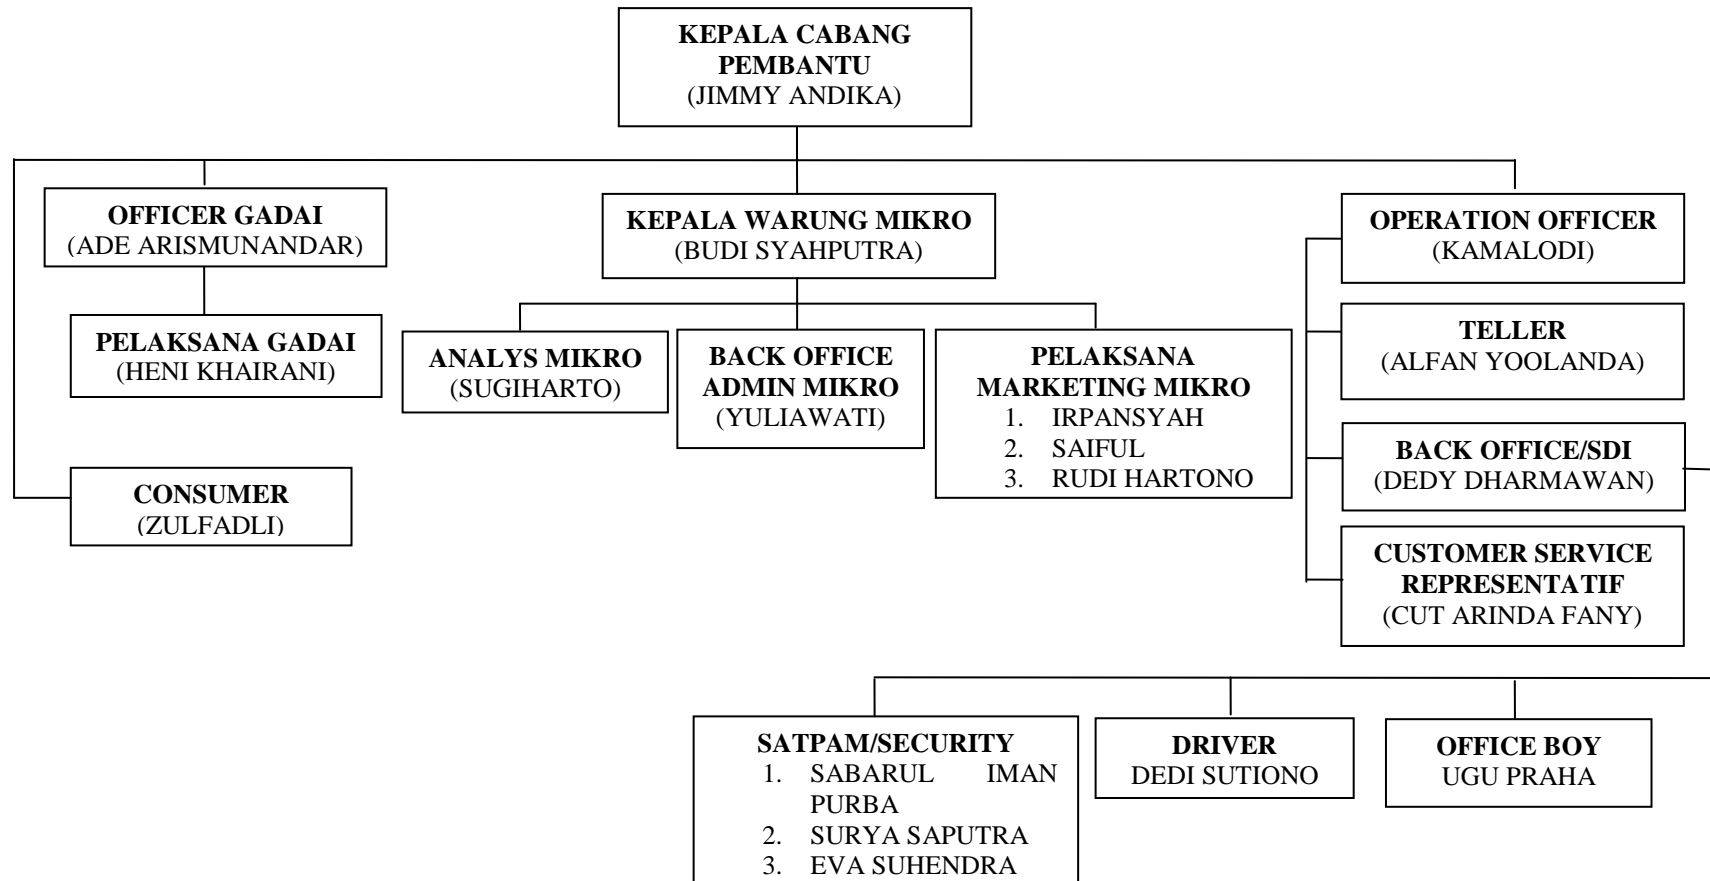 KEPALA CABANG
PEMBANTU
(JIMMY ANDIKA)
OFFICER GADAI
(ADE ARISMUNANDAR)
KEPALA WARUNG MIKRO
(BUDI SYAHPUTRA)
OPERATION OFFICER
(KAMALODI)
PELAKSANA GADAI
(HENI KHAIRANI)
ANALYS MIKRO
(SUGIHARTO)
BACK OFFICE
ADMIN MIKRO
(YULIAWATI)
PELAKSANA
MARKETING MIKRO
1. IRPANSYAH
2. SAIFUL
3. RUDI HARTONO
TELLER
(ALFAN YOOLANDA)
BACK OFFICE/SDI
(DEDY DHARMAWAN)
CONSUMER
(ZULFADLI)
CUSTOMER SERVICE
REPRESENTATIF
(CUT ARINDA FANY)
SATPAM/SECURITY
1. SABARUL IMAN
PURBA
2. SURYA SAPUTRA
3. EVA SUHENDRA
DRIVER
DEDI SUTIONO
OFFICE BOY
UGU PRAHA